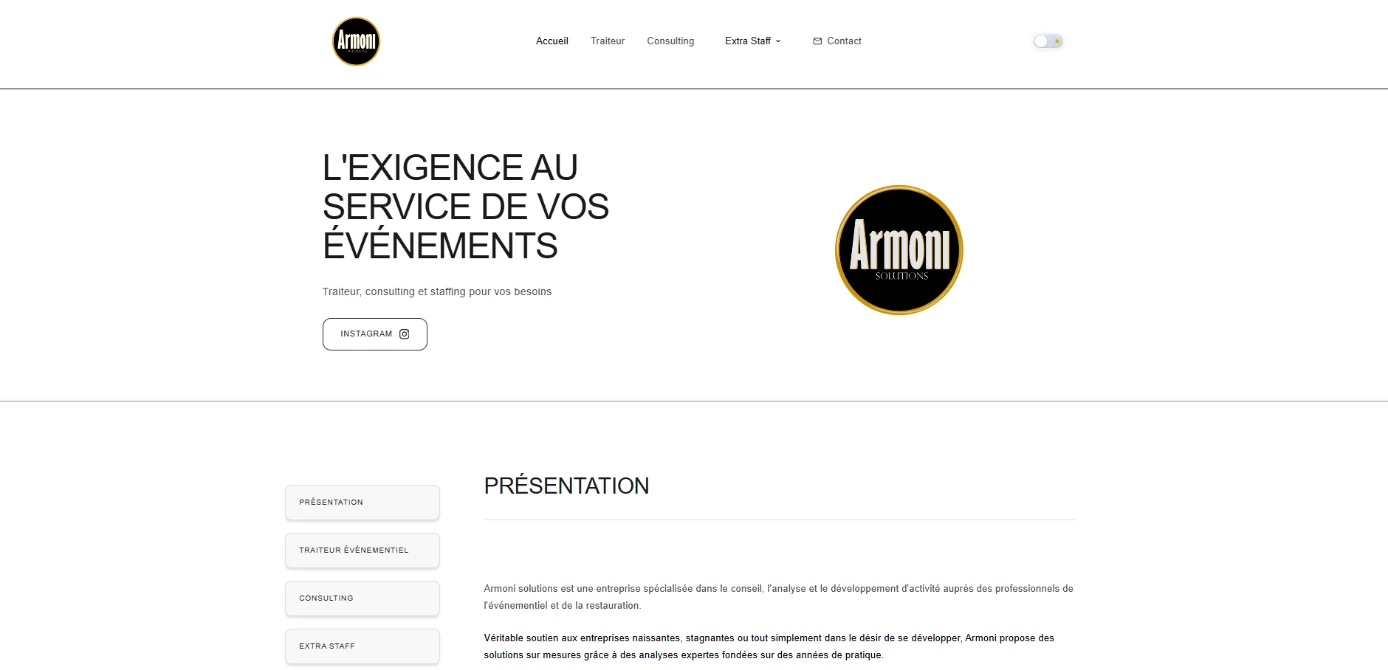 Armoni
Accueil Traiteur Consulting Extra Staff Contact
L'EXIGENCE AU
SERVICE DE VOS
ÉVÉNEMENTS
Traiteur, consulting et staffing pour vos besoins
INSTAGRAM
Armoni
SOLUTIONS
PRÉSENTATION
TRAITEUR ÉVÉNEMENTIEL
CONSULTING
EXTRA STAFF
PRÉSENTATION
Armoni solutions est une entreprise spécialisée dans le conseil, l'analyse et le développement d'activité auprès des professionnels de
l'événementiel et de la restauration.
Véritable soutien aux entreprises naissantes, stagnantes ou tout simplement dans le désir de se développer, Armoni propose des
solutions sur mesures grâce à des analyses expertes fondées sur des années de pratique.